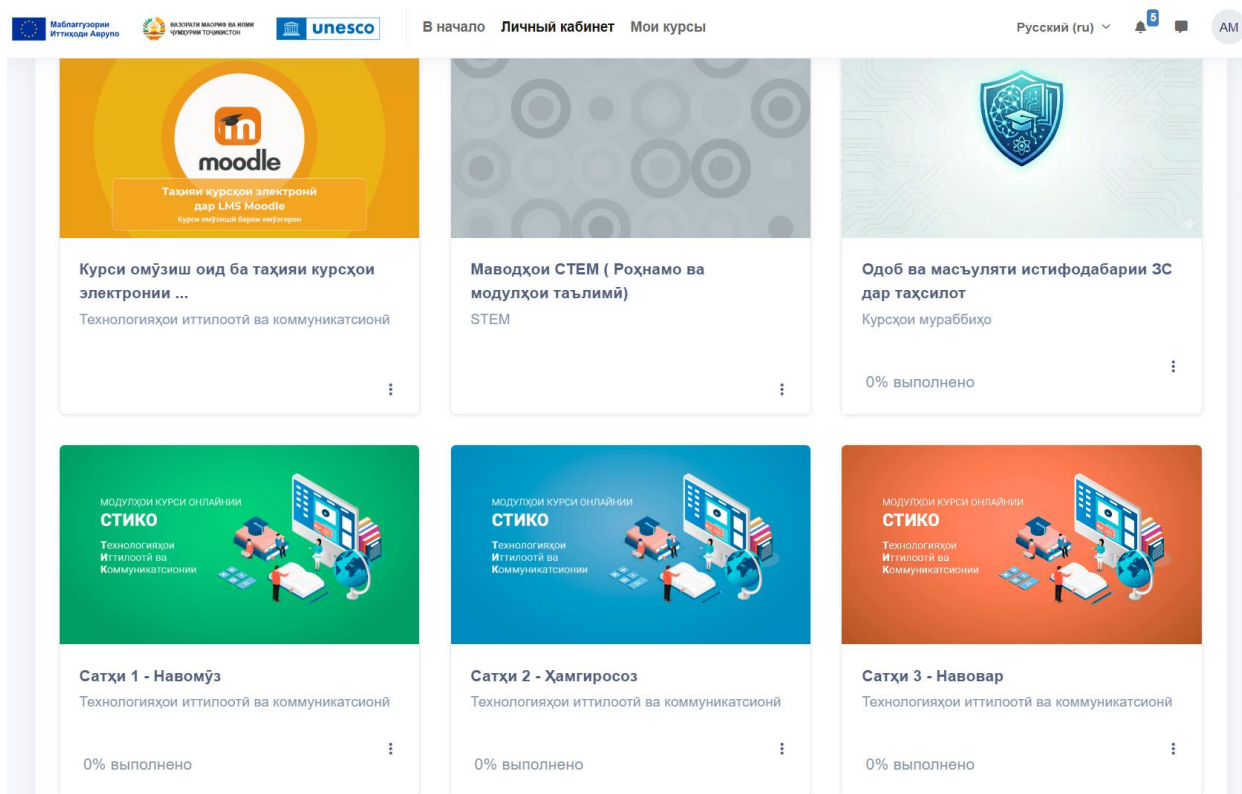 Маблағгузории
Иттиҳоди Аврупо
ВАЗОРАТИ МАОРИФ ВА ИЛМИ
ҶУМҲУРИИ ТОҶИКИСТОН
unesco
В начало Личный кабинет Мои курсы
Русский (ru)
5
AM
moodle
Таҳияи курсҳои электронӣ
дар LMS Moodle
Курси омӯзишӣ барои омӯзгорон
Курси омӯзиш оид ба таҳияи курсҳои
электронии ...
Технологияҳои иттилоотӣ ва коммуникатсионӣ
Маводҳои СТЕМ ( Роҳнамо ва
модулҳои таълимӣ)
STEM
Одоб ва масъуляти истифодабарии ЗС
дар таҳсилот
Курсҳои мураббиҳо
0% выполнено
МОДУЛҲОИ КУРСИ ОНЛАЙНИИ
СТИКО
Технологияҳои
Иттилоотӣ ва
Коммуникатсионии
Сатҳи 1 - Навомӯз
Технологияҳои иттилоотӣ ва коммуникатсионӣ
0% выполнено
МОДУЛҲОИ КУРСИ ОНЛАЙНИИ
СТИКО
Технологияҳои
Иттилоотӣ ва
Коммуникатсионии
Сатҳи 2 - Ҳамгиросоз
Технологияҳои иттилоотӣ ва коммуникатсионӣ
0% выполнено
МОДУЛҲОИ КУРСИ ОНЛАЙНИИ
СТИКО
Технологияҳои
Иттилоотӣ ва
Коммуникатсионии
Сатҳи 3 - Навовар
Технологияҳои иттилоотӣ ва коммуникатсионӣ
0% выполнено